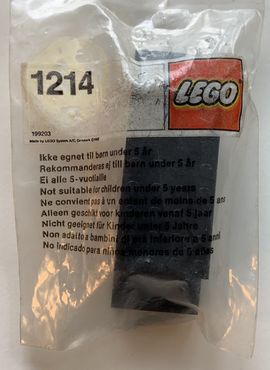 1214
LEGO
199203
Made by LEGO System A/S, Denmark
Ikke egnet til børn under 5 år
Rekommanderas ej till barn under 5 år
Ei alle 5-vuotiaille
Not suitable for children under 5 years
Ne convient pas à un enfant de moins de 5 ans
Alleen geschikt voor kinderen vanaf 5 jaar
Nicht geeignet für Kinder unter 5 Jahre
Non adatto a bambini di età inferiore a 5 anni
No indicado para niños menores de 5 años